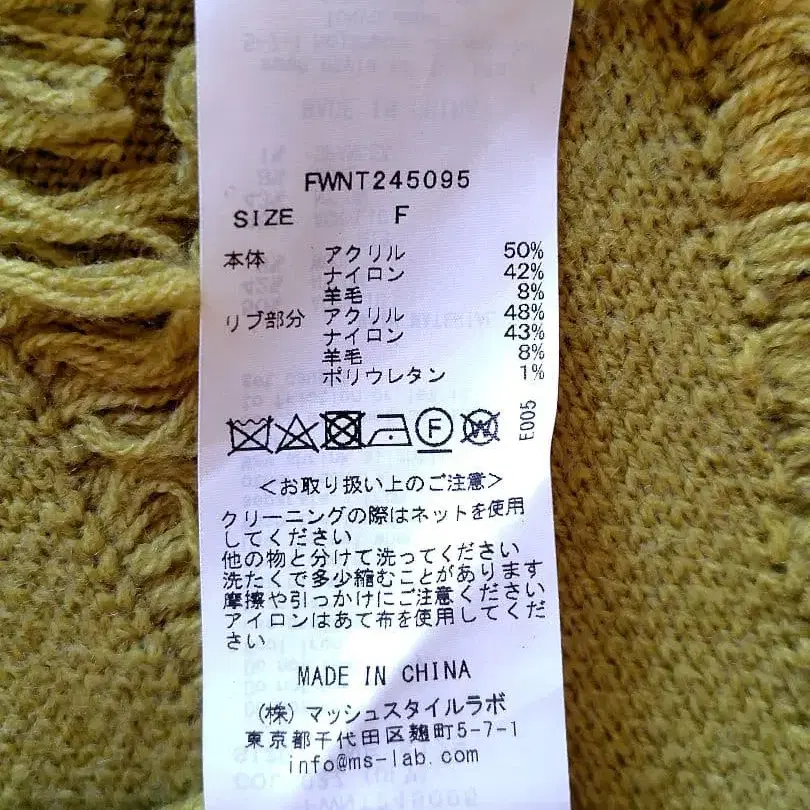 FWNT245095
SIZE F
本体 アクリル 50%
ナイロン 42%
羊毛 8%
リブ部分 アクリル 48%
ナイロン 43%
羊毛 8%
ポリウレタン 1%
F W E005
<お取り扱い上のご注意>
クリーニングの際はネットを使用
してください
他の物と分けて洗ってください
洗たくで多少縮むことがあります
摩擦や引っかけにご注意ください
アイロンはあて布を使用してくだ
さい
MADE IN CHINA
(株)マッシュスタイルラボ
東京都千代田区麹町5-7-1
info@ms-lab.com